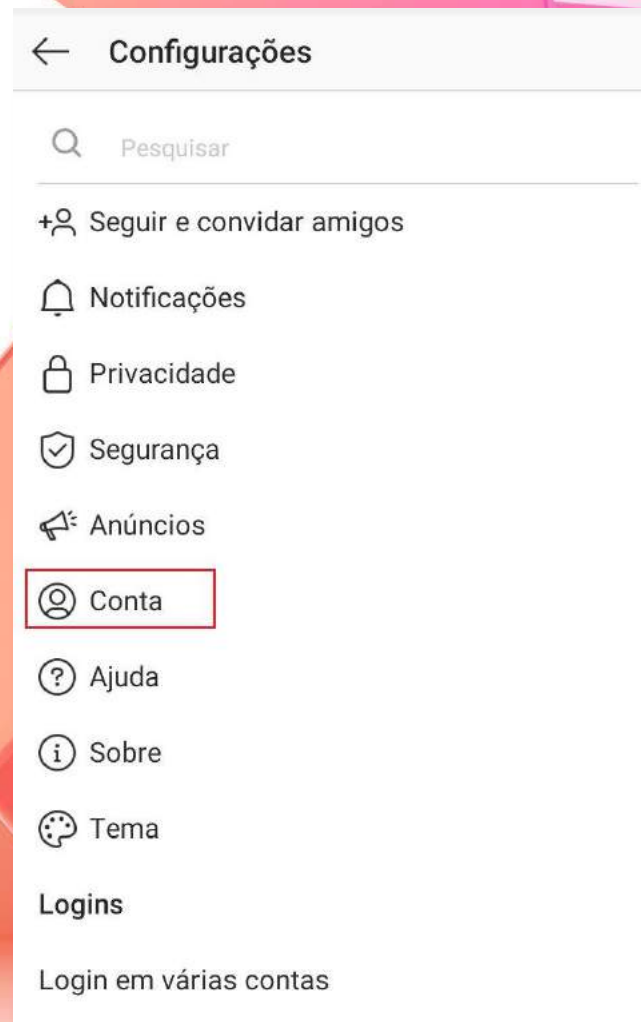 Configurações
Pesquisar
Seguir e convidar amigos
Notificações
Privacidade
Segurança
Anúncios
Conta
Ajuda
Sobre
Tema
Logins
Login em várias contas